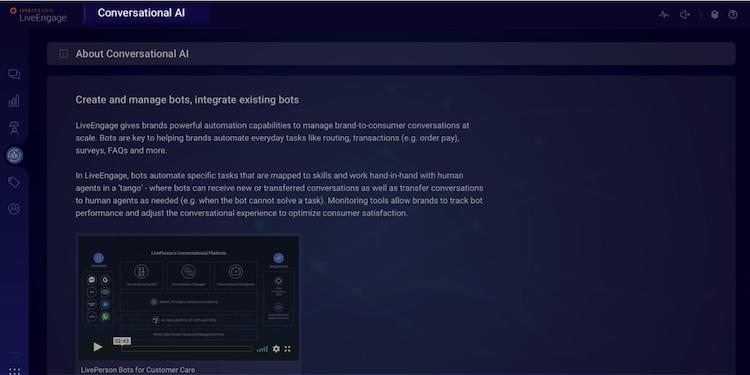 LIVEPERSON
LiveEngage
Conversational AI
About Conversational AI
Create and manage bots, integrate existing bots
LiveEngage gives brands powerful automation capabilities to manage brand-to-consumer conversations at
scale. Bots are key to helping brands automate everyday tasks like routing, transactions (e.g. order pay),
surveys, FAQs and more.
In LiveEngage, bots automate specific tasks that are mapped to skills and work hand-in-hand with human
agents in a 'tango' - where bots can receive new or transferred conversations as well as transfer conversations
to human agents as needed (e.g. when the bot cannot solve a task). Monitoring tools allow brands to track bot
performance and adjust the conversational experience to optimize consumer satisfaction.
LivePerson's Conversational Platform
Conversation Builder
Conversation Manager
Conversation Intelligence
02:43
LivePerson Bots for Customer Care